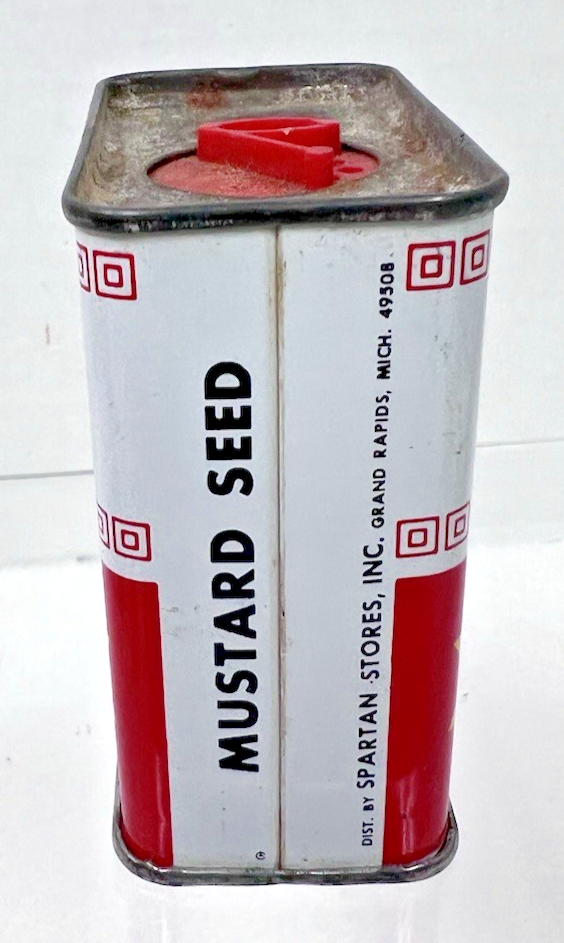 MUSTARD SEED
DIST. BY SPARTAN STORES, INC. GRAND RAPIDS, MICH. 49508